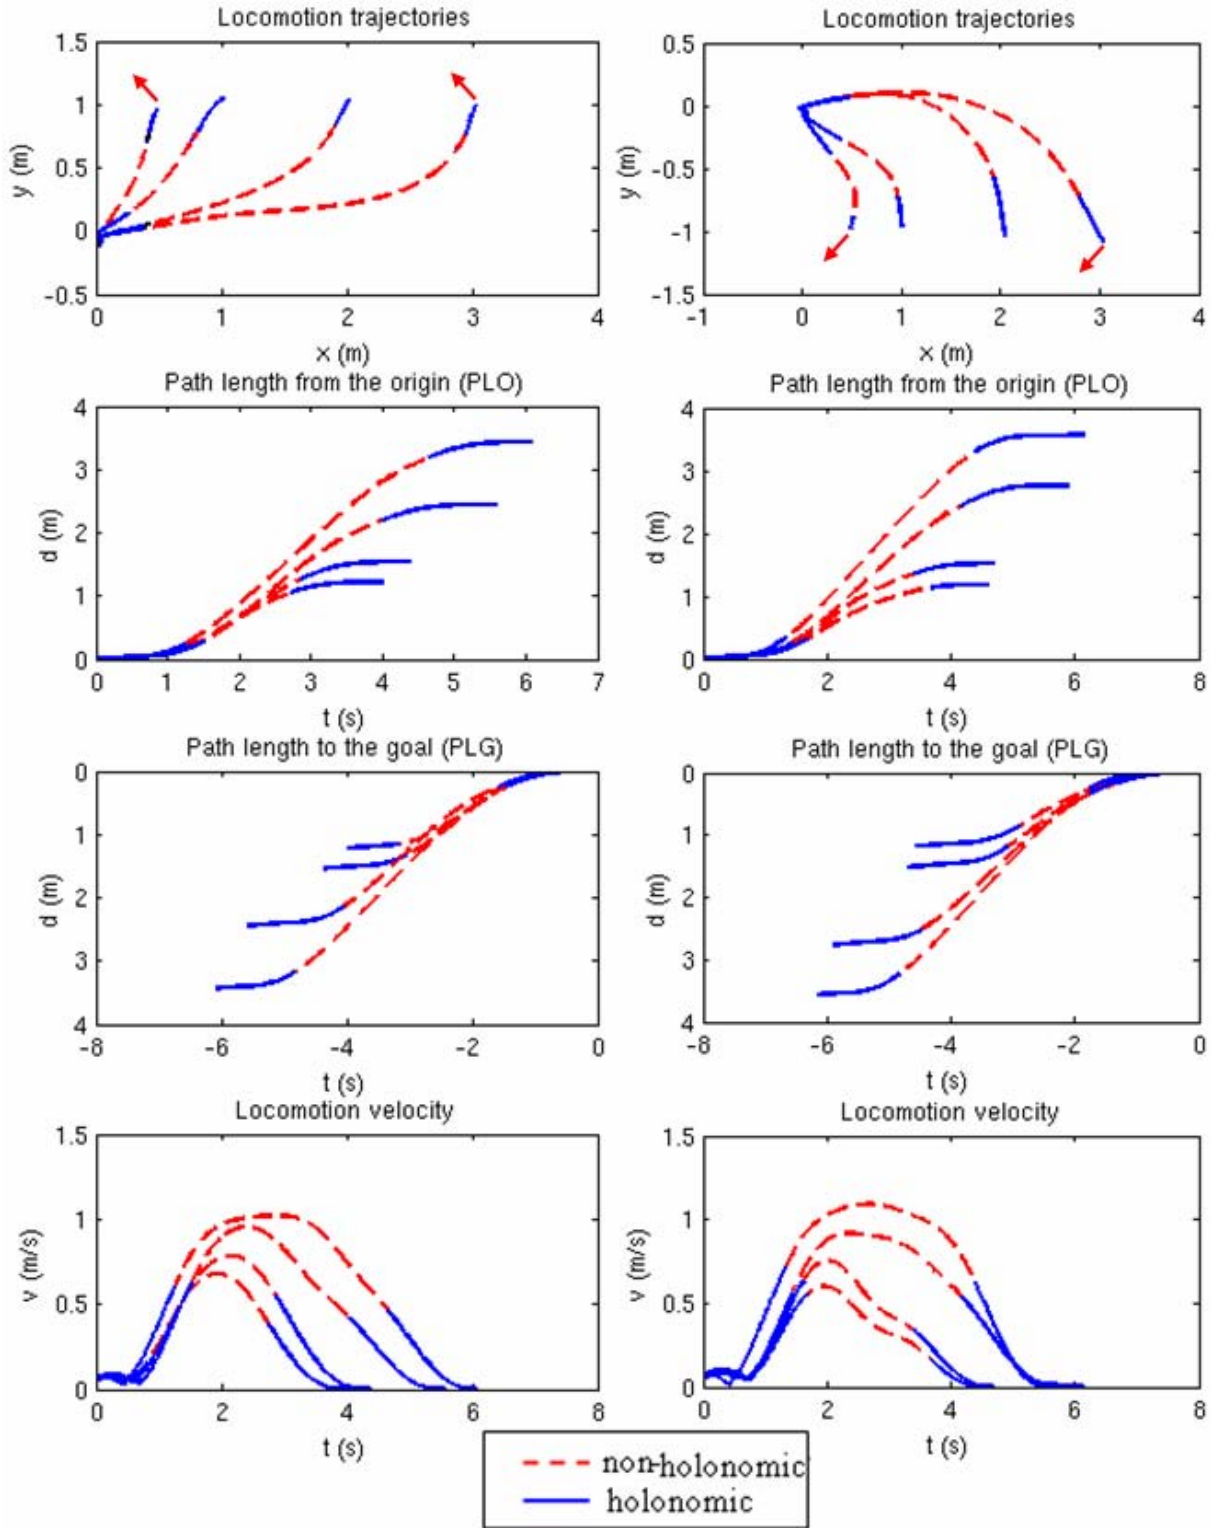 Locomotion trajectories
1.5
1
0.5
0
-0.5
y (m)
0 1 2 3 4
x (m)
Locomotion trajectories
0.5
0
-0.5
-1
-1.5
y (m)
-1 0 1 2 3 4
x (m)
Path length from the origin (PLO)
4
3
2
1
0
d (m)
0 1 2 3 4 5 6 7
t (s)
Path length from the origin (PLO)
4
3
2
1
0
d (m)
0 2 4 6 8
t (s)
Path length to the goal (PLG)
0
1
2
3
4
d (m)
-8 -6 -4 -2 0
t (s)
Path length to the goal (PLG)
0
1
2
3
4
d (m)
-8 -6 -4 -2 0
t (s)
Locomotion velocity
1.5
1
0.5
0
v (m/s)
0 2 4 6 8
t (s)
Locomotion velocity
1.5
1
0.5
0
v (m/s)
0 2 4 6 8
t (s)
non-holonomic
holonomic